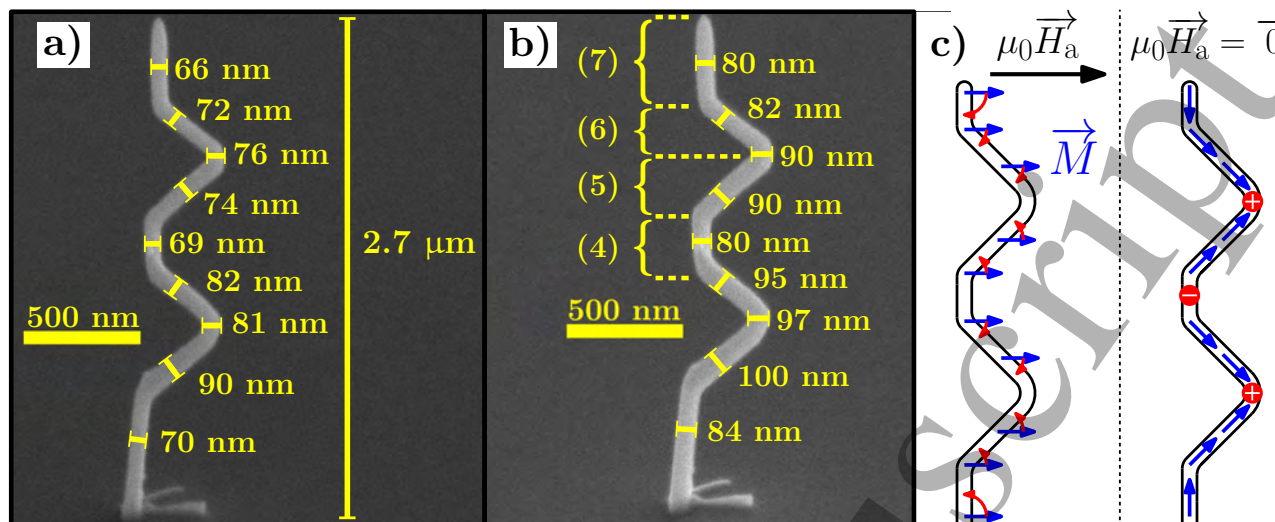 a)
66 nm
72 nm
76 nm
74 nm
69 nm
82 nm
81 nm
90 nm
70 nm
500 nm
2.7 μm
b)
(7)
(6)
(5)
(4)
80 nm
82 nm
90 nm
90 nm
80 nm
95 nm
97 nm
100 nm
84 nm
500 nm
c)
μ₀H⃗ₐ
M⃗
μ₀H⃗ₐ = 0⃗
+
−
+
script